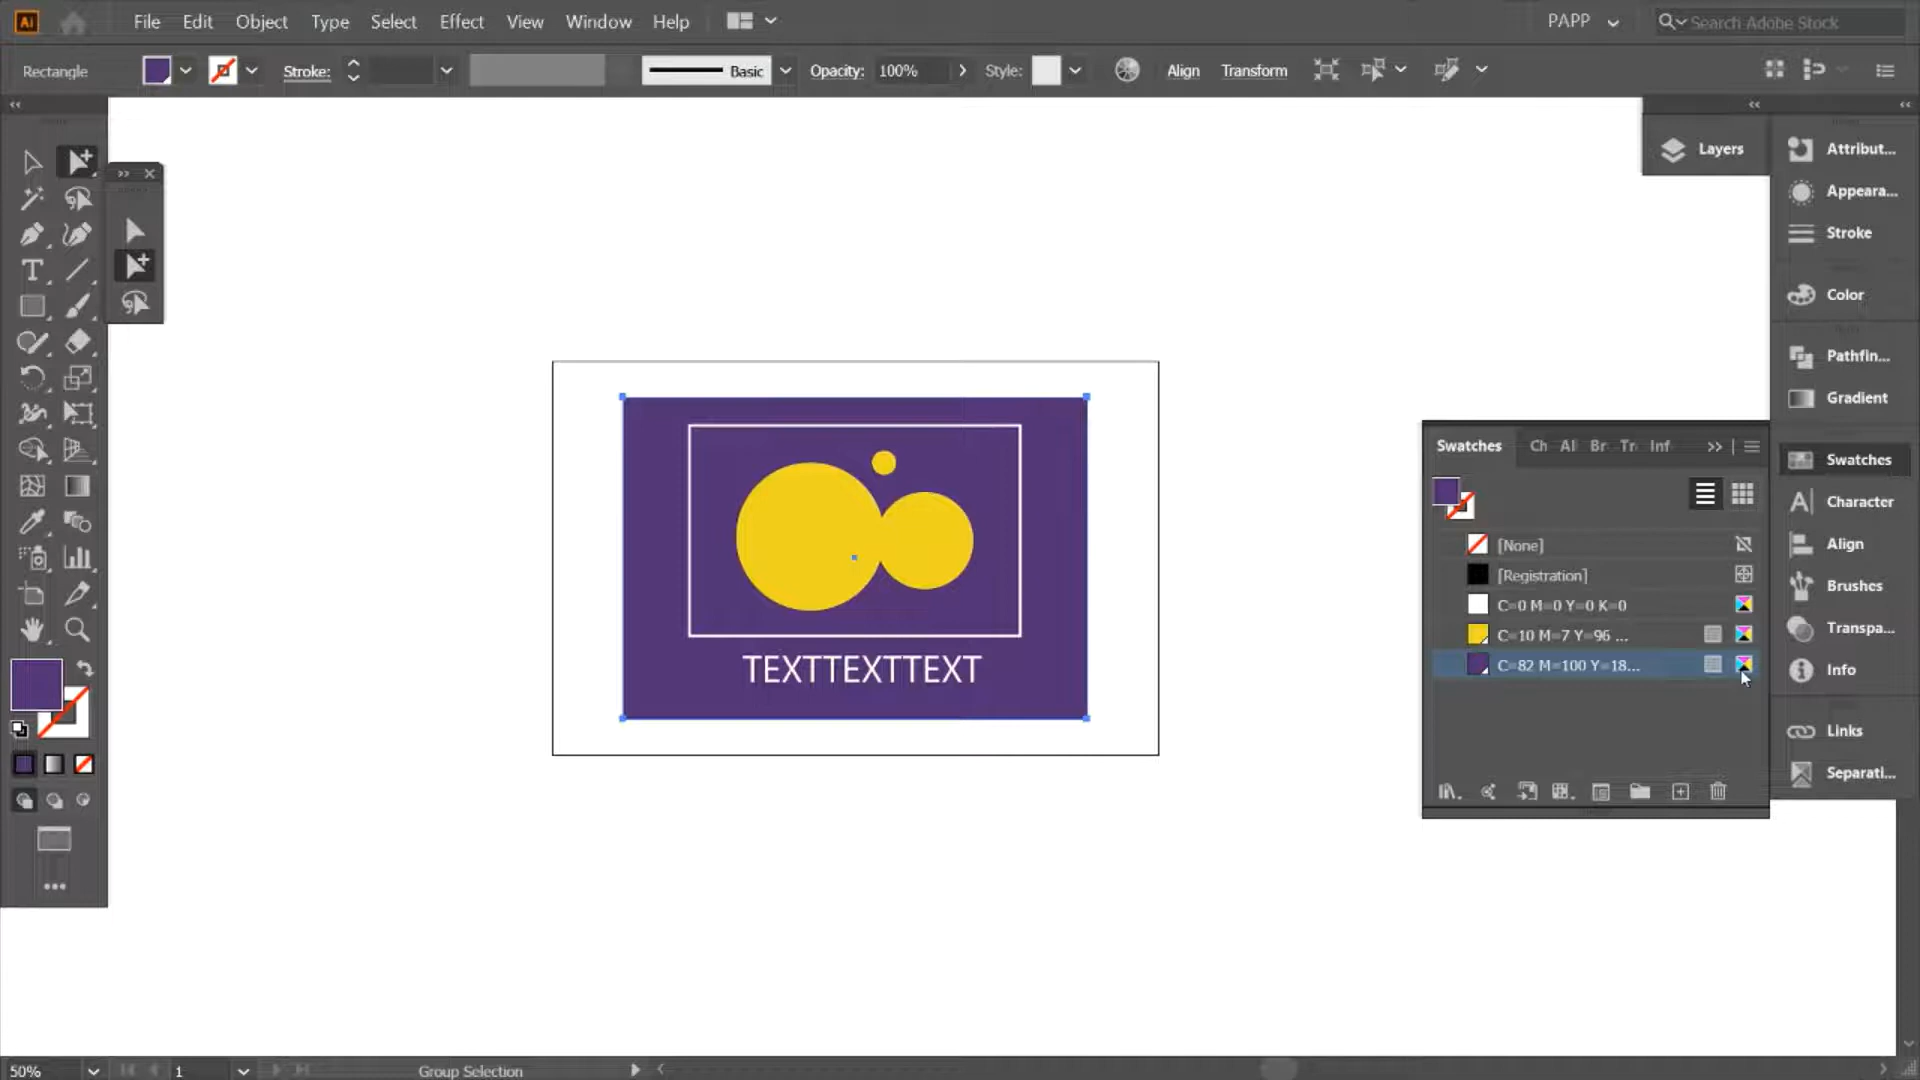 Ai File Edit Object Type Select Effect View Window Help PAPP Search Adobe Stock
Rectangle Stroke: Basic Opacity: 100% Style: Align Transform
Layers
Attribut...
Appeara...
Stroke
Color
Pathfin...
Gradient
Swatches
Character
Align
Brushes
Transpa...
Info
Links
Separati...
Swatches Ch Al Br Tr Inf
[None]
[Registration]
C=0 M=0 Y=0 K=0
C=10 M=7 Y=96 ...
C=82 M=100 Y=18...
TEXTTEXTTEXT
50% 1 Group Selection